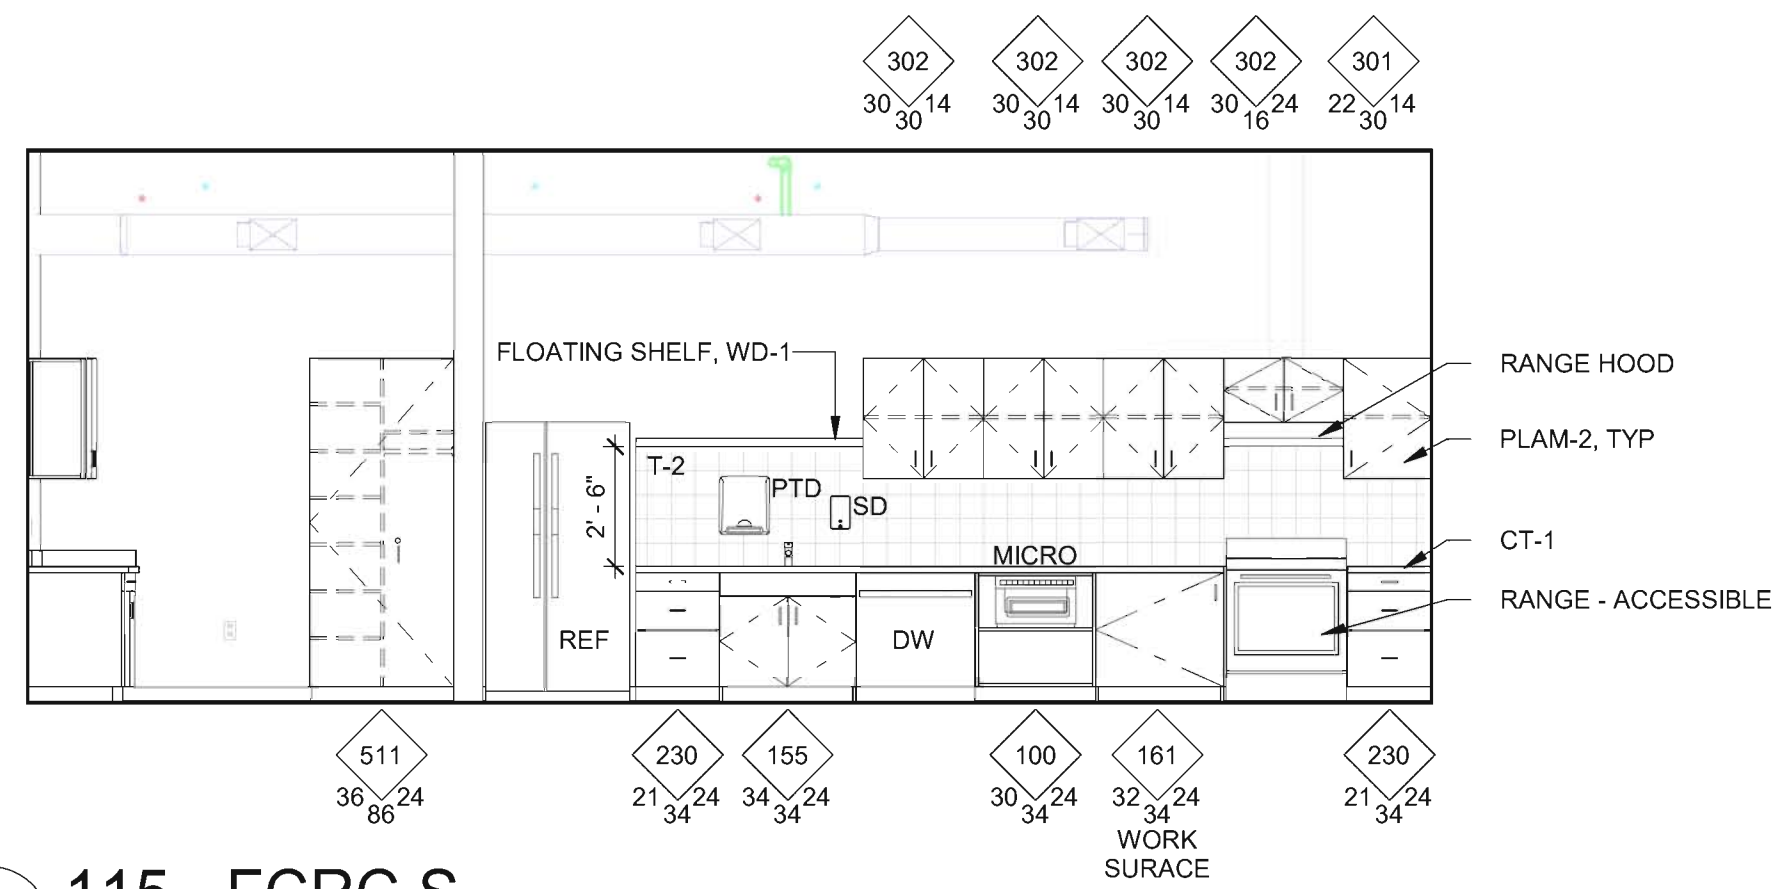 302 302 302 302 301
30 14 30 14 30 14 30 24 22 14
30 30 30 16 30
FLOATING SHELF, WD-1
RANGE HOOD
PLAM-2, TYP
T-2
PTD
SD
2' - 6"
MICRO
CT-1
RANGE - ACCESSIBLE
REF
DW
511 230 155 100 161 230
36 24 21 24 34 24 30 24 32 24 21 24
86 34 34 34 34 34
WORK
SURACE
115